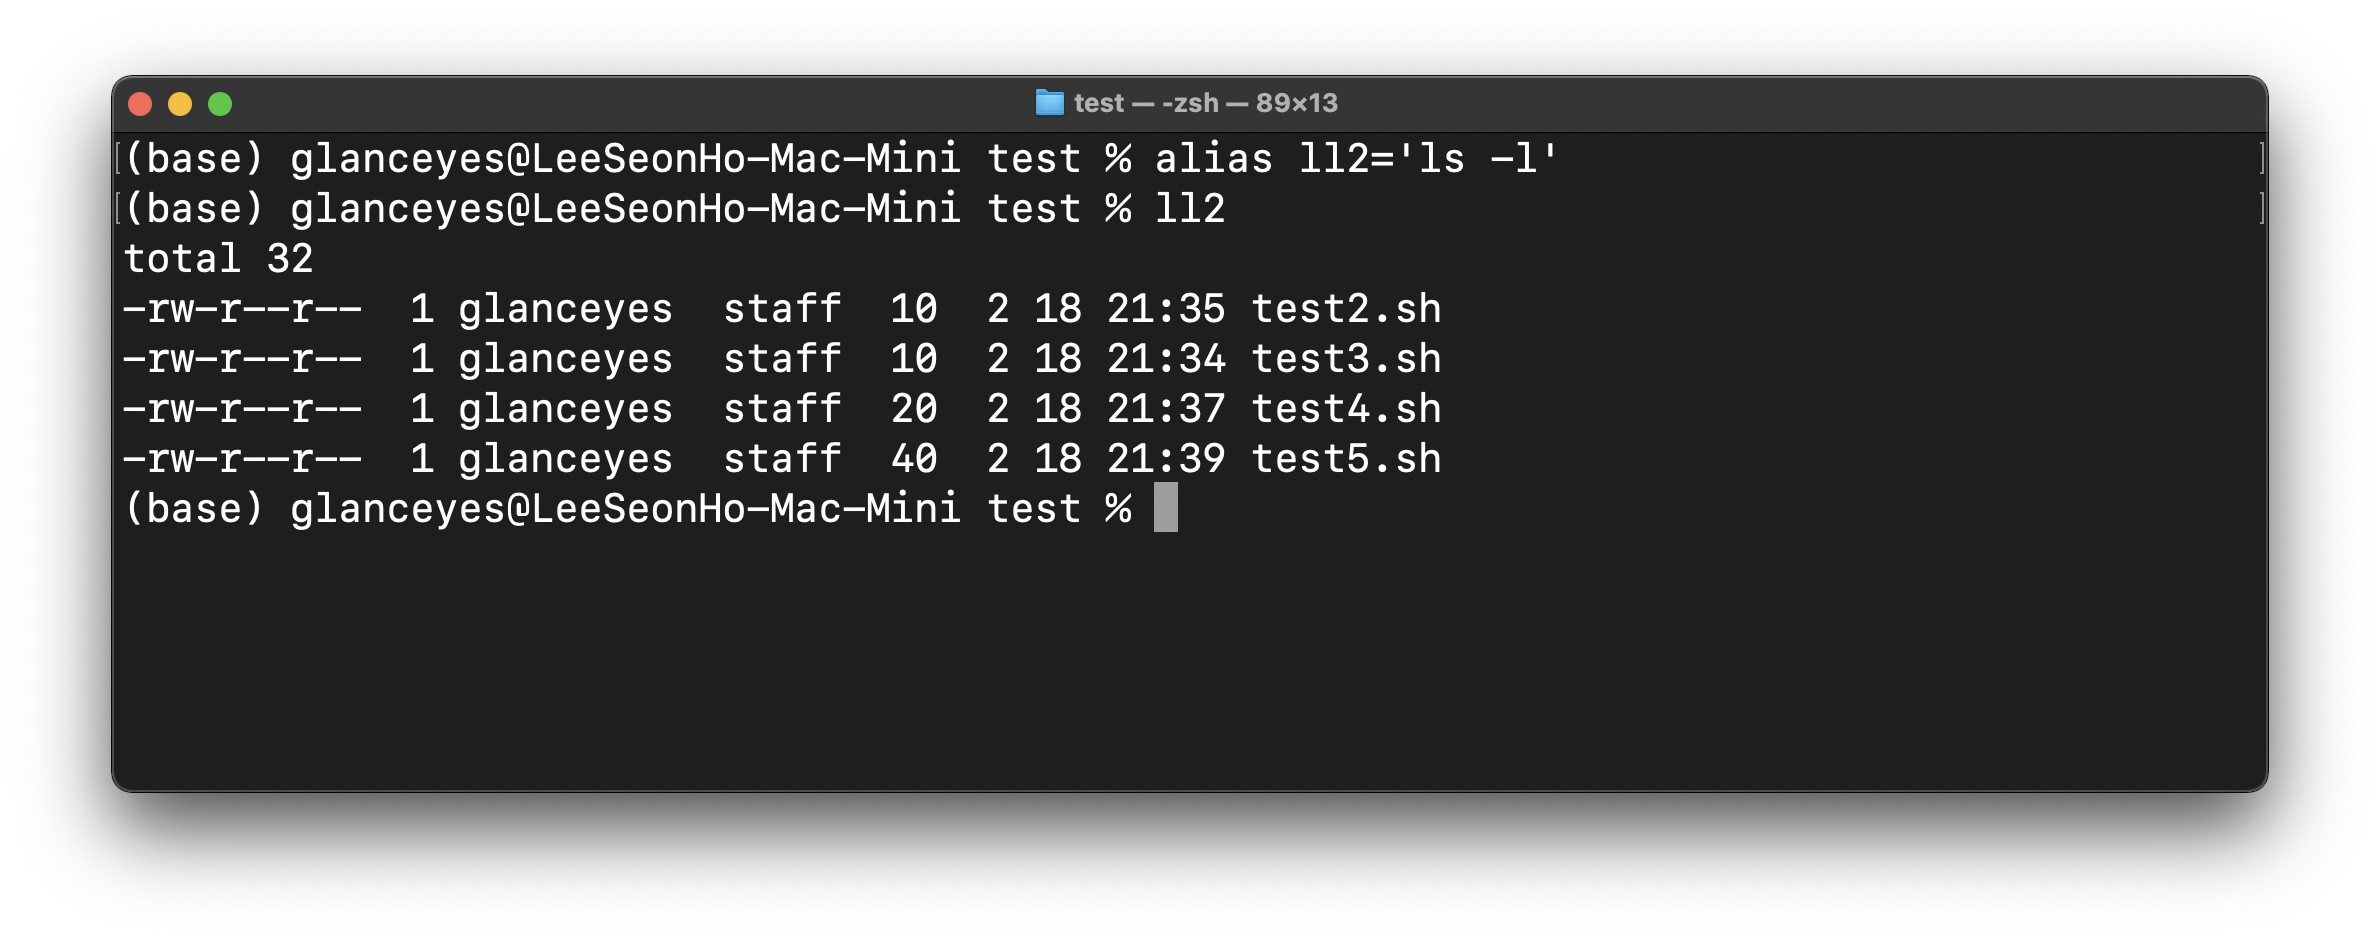 test — -zsh — 89×13
(base) glanceyes@LeeSeonHo-Mac-Mini test % alias ll2='ls -l'
(base) glanceyes@LeeSeonHo-Mac-Mini test % ll2
total 32
-rw-r--r--  1 glanceyes  staff  10  2 18 21:35 test2.sh
-rw-r--r--  1 glanceyes  staff  10  2 18 21:34 test3.sh
-rw-r--r--  1 glanceyes  staff  20  2 18 21:37 test4.sh
-rw-r--r--  1 glanceyes  staff  40  2 18 21:39 test5.sh
(base) glanceyes@LeeSeonHo-Mac-Mini test %